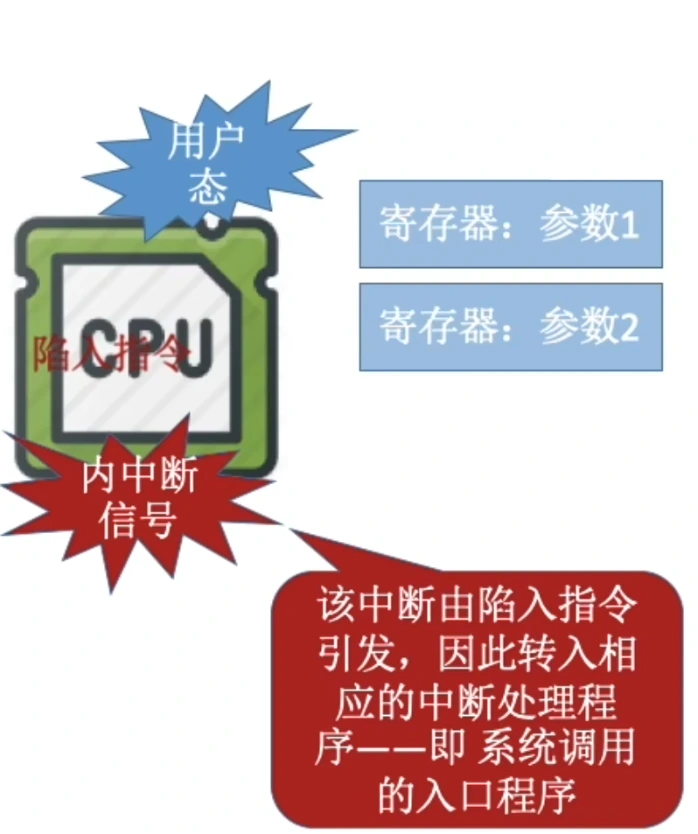 用户
态
寄存器：参数1
寄存器：参数2
CPU
陷入指令
内中断
信号
该中断由陷入指令
引发，因此转入相
应的中断处理程
序——即 系统调用
的入口程序